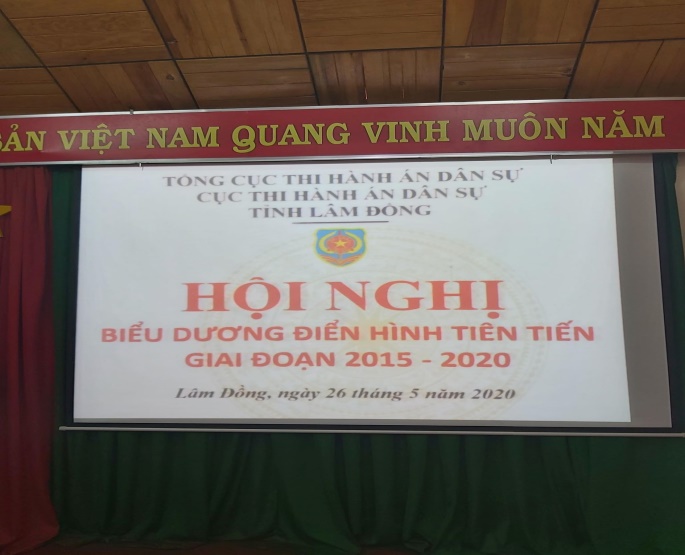 BẢN VIỆT NAM QUANG VINH MUÔN NĂM
TỔNG CỤC THI HÀNH ÁN DÂN SỰ
CỤC THI HÀNH ÁN DÂN SỰ
TỈNH LÂM ĐỒNG
HỘI NGHỊ
BIỂU DƯƠNG ĐIỂN HÌNH TIÊN TIẾN
GIAI ĐOẠN 2015 - 2020
Lâm Đồng, ngày 26 tháng 5 năm 2020